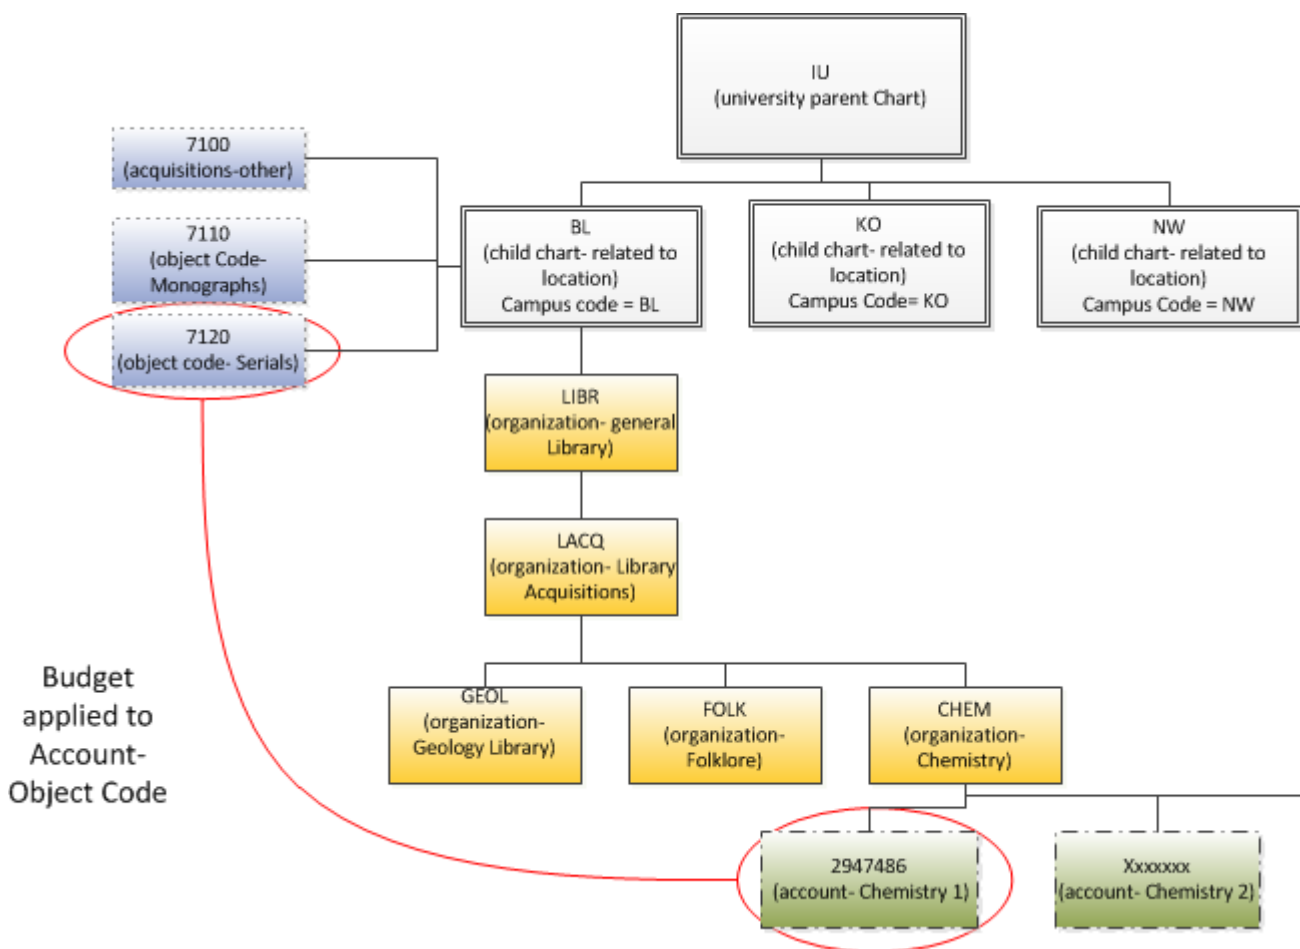 IU
(university parent Chart)
7100
(acquisitions-other)
7110
(object Code-
Monographs)
7120
(object code- Serials)
BL
(child chart- related to
location)
Campus code = BL
KO
(child chart- related to
location)
Campus Code= KO
NW
(child chart- related to
location)
Campus Code = NW
LIBR
(organization- general
Library)
LACQ
(organization- Library
Acquisitions)
GEOL
(organization-
Geology Library)
FOLK
(organization-
Folklore)
CHEM
(organization-
Chemistry)
Budget
applied to
Account-
Object Code
2947486
(account- Chemistry 1)
Xxxxxxx
(account- Chemistry 2)